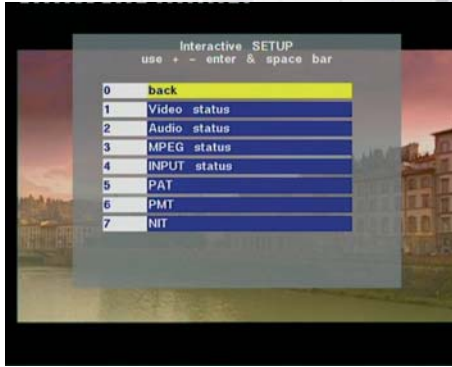 Interactive SETUP
use + - enter & space bar
0 back
1 Video status
2 Audio status
3 MPEG status
4 INPUT status
5 PAT
6 PMT
7 NIT